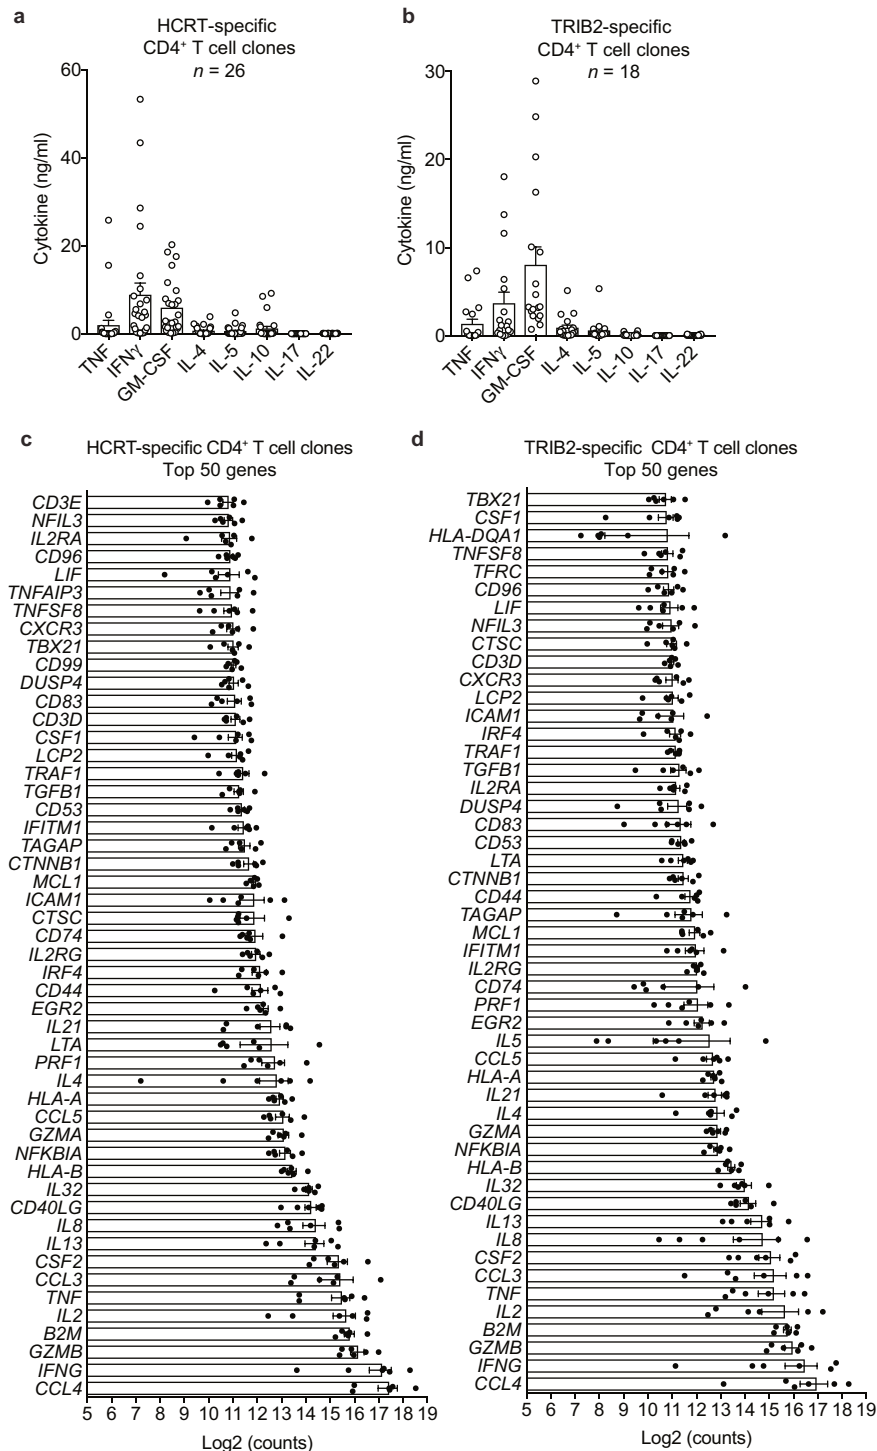 a
HCRT-specific
CD4⁺ T cell clones
n = 26
60
40
20
0
Cytokine (ng/ml)
TNF
IFNγ
GM-CSF
IL-4
IL-5
IL-10
IL-17
IL-22
b
TRIB2-specific
CD4⁺ T cell clones
n = 18
30
20
10
0
Cytokine (ng/ml)
TNF
IFNγ
GM-CSF
IL-4
IL-5
IL-10
IL-17
IL-22
c
HCRT-specific CD4⁺ T cell clones
Top 50 genes
CD3E
NFIL3
IL2RA
CD96
LIF
TNFAIP3
TNFSF8
CXCR3
TBX21
CD99
DUSP4
CD83
CD3D
CSF1
LCP2
TRAF1
TGFB1
CD53
IFITM1
TAGAP
CTNNB1
MCL1
ICAM1
CTSC
CD74
IL2RG
IRF4
CD44
EGR2
IL21
LTA
PRF1
IL4
HLA-A
CCL5
GZMA
NFKBIA
HLA-B
IL32
CD40LG
IL8
IL13
CSF2
CCL3
TNF
IL2
B2M
GZMB
IFNG
CCL4
5 6 7 8 9 10 11 12 13 14 15 16 17 18 19
Log2 (counts)
d
TRIB2-specific CD4⁺ T cell clones
Top 50 genes
TBX21
CSF1
HLA-DQA1
TNFSF8
TFRC
CD96
LIF
NFIL3
CTSC
CD3D
CXCR3
LCP2
ICAM1
IRF4
TRAF1
TGFB1
IL2RA
DUSP4
CD83
CD53
LTA
CTNNB1
CD44
TAGAP
MCL1
IFITM1
IL2RG
CD74
PRF1
EGR2
IL5
CCL5
HLA-A
IL21
IL4
GZMA
NFKBIA
HLA-B
IL32
CD40LG
IL13
IL8
CSF2
CCL3
TNF
IL2
B2M
GZMB
IFNG
CCL4
5 6 7 8 9 10 11 12 13 14 15 16 17 18 19
Log2 (counts)